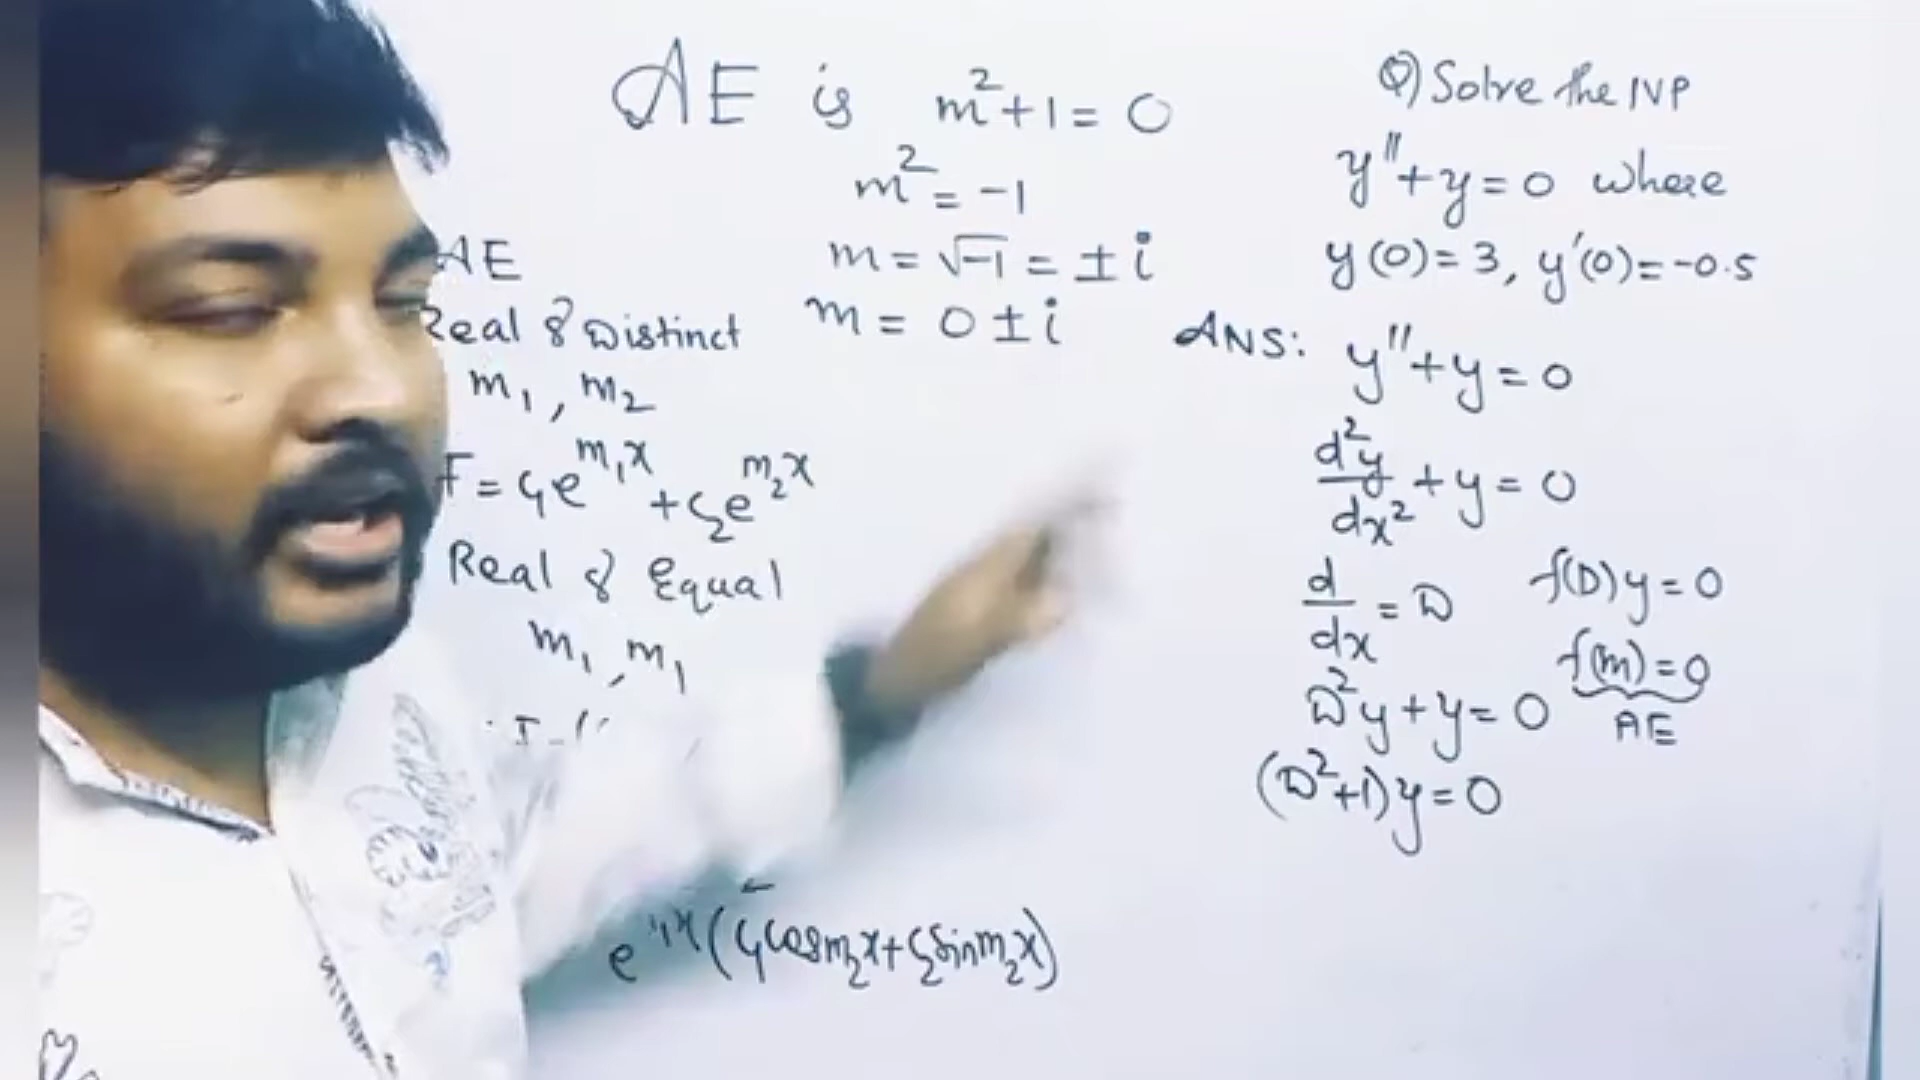 AE is m²+1 = 0
m² = -1
m = √-1 = ± i
m = 0 ± i
AE
Real & Distinct
m₁, m₂
F = C₁e^m₁x + C₂e^m₂x
Real & Equal
m₁, m₁
(C₁cosm₂x + C₂sinm₂x)
Q) Solve the IVP
y'' + y = 0 where
y(0) = 3, y'(0) = -0.5
ANS: y'' + y = 0
d²y/dx² + y = 0
d/dx = D f(D)y = 0
f(m) = 0
D²y + y = 0 AE
(D²+1)y = 0